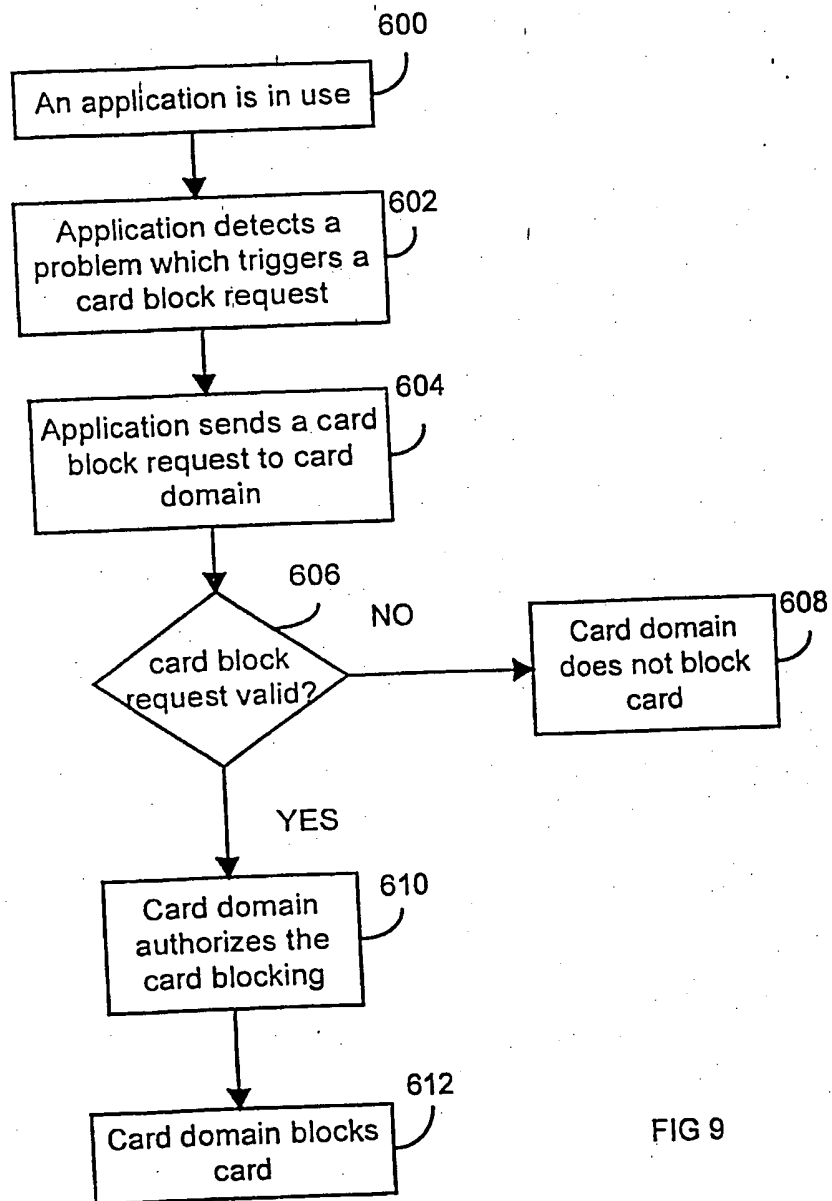 600
An application is in use
602
Application detects a
problem which triggers a
card block request
604
Application sends a card
block request to card
domain
606
NO
608
card block
request valid?
Card domain
does not block
card
YES
610
Card domain
authorizes the
card blocking
612
Card domain blocks
card
FIG 9